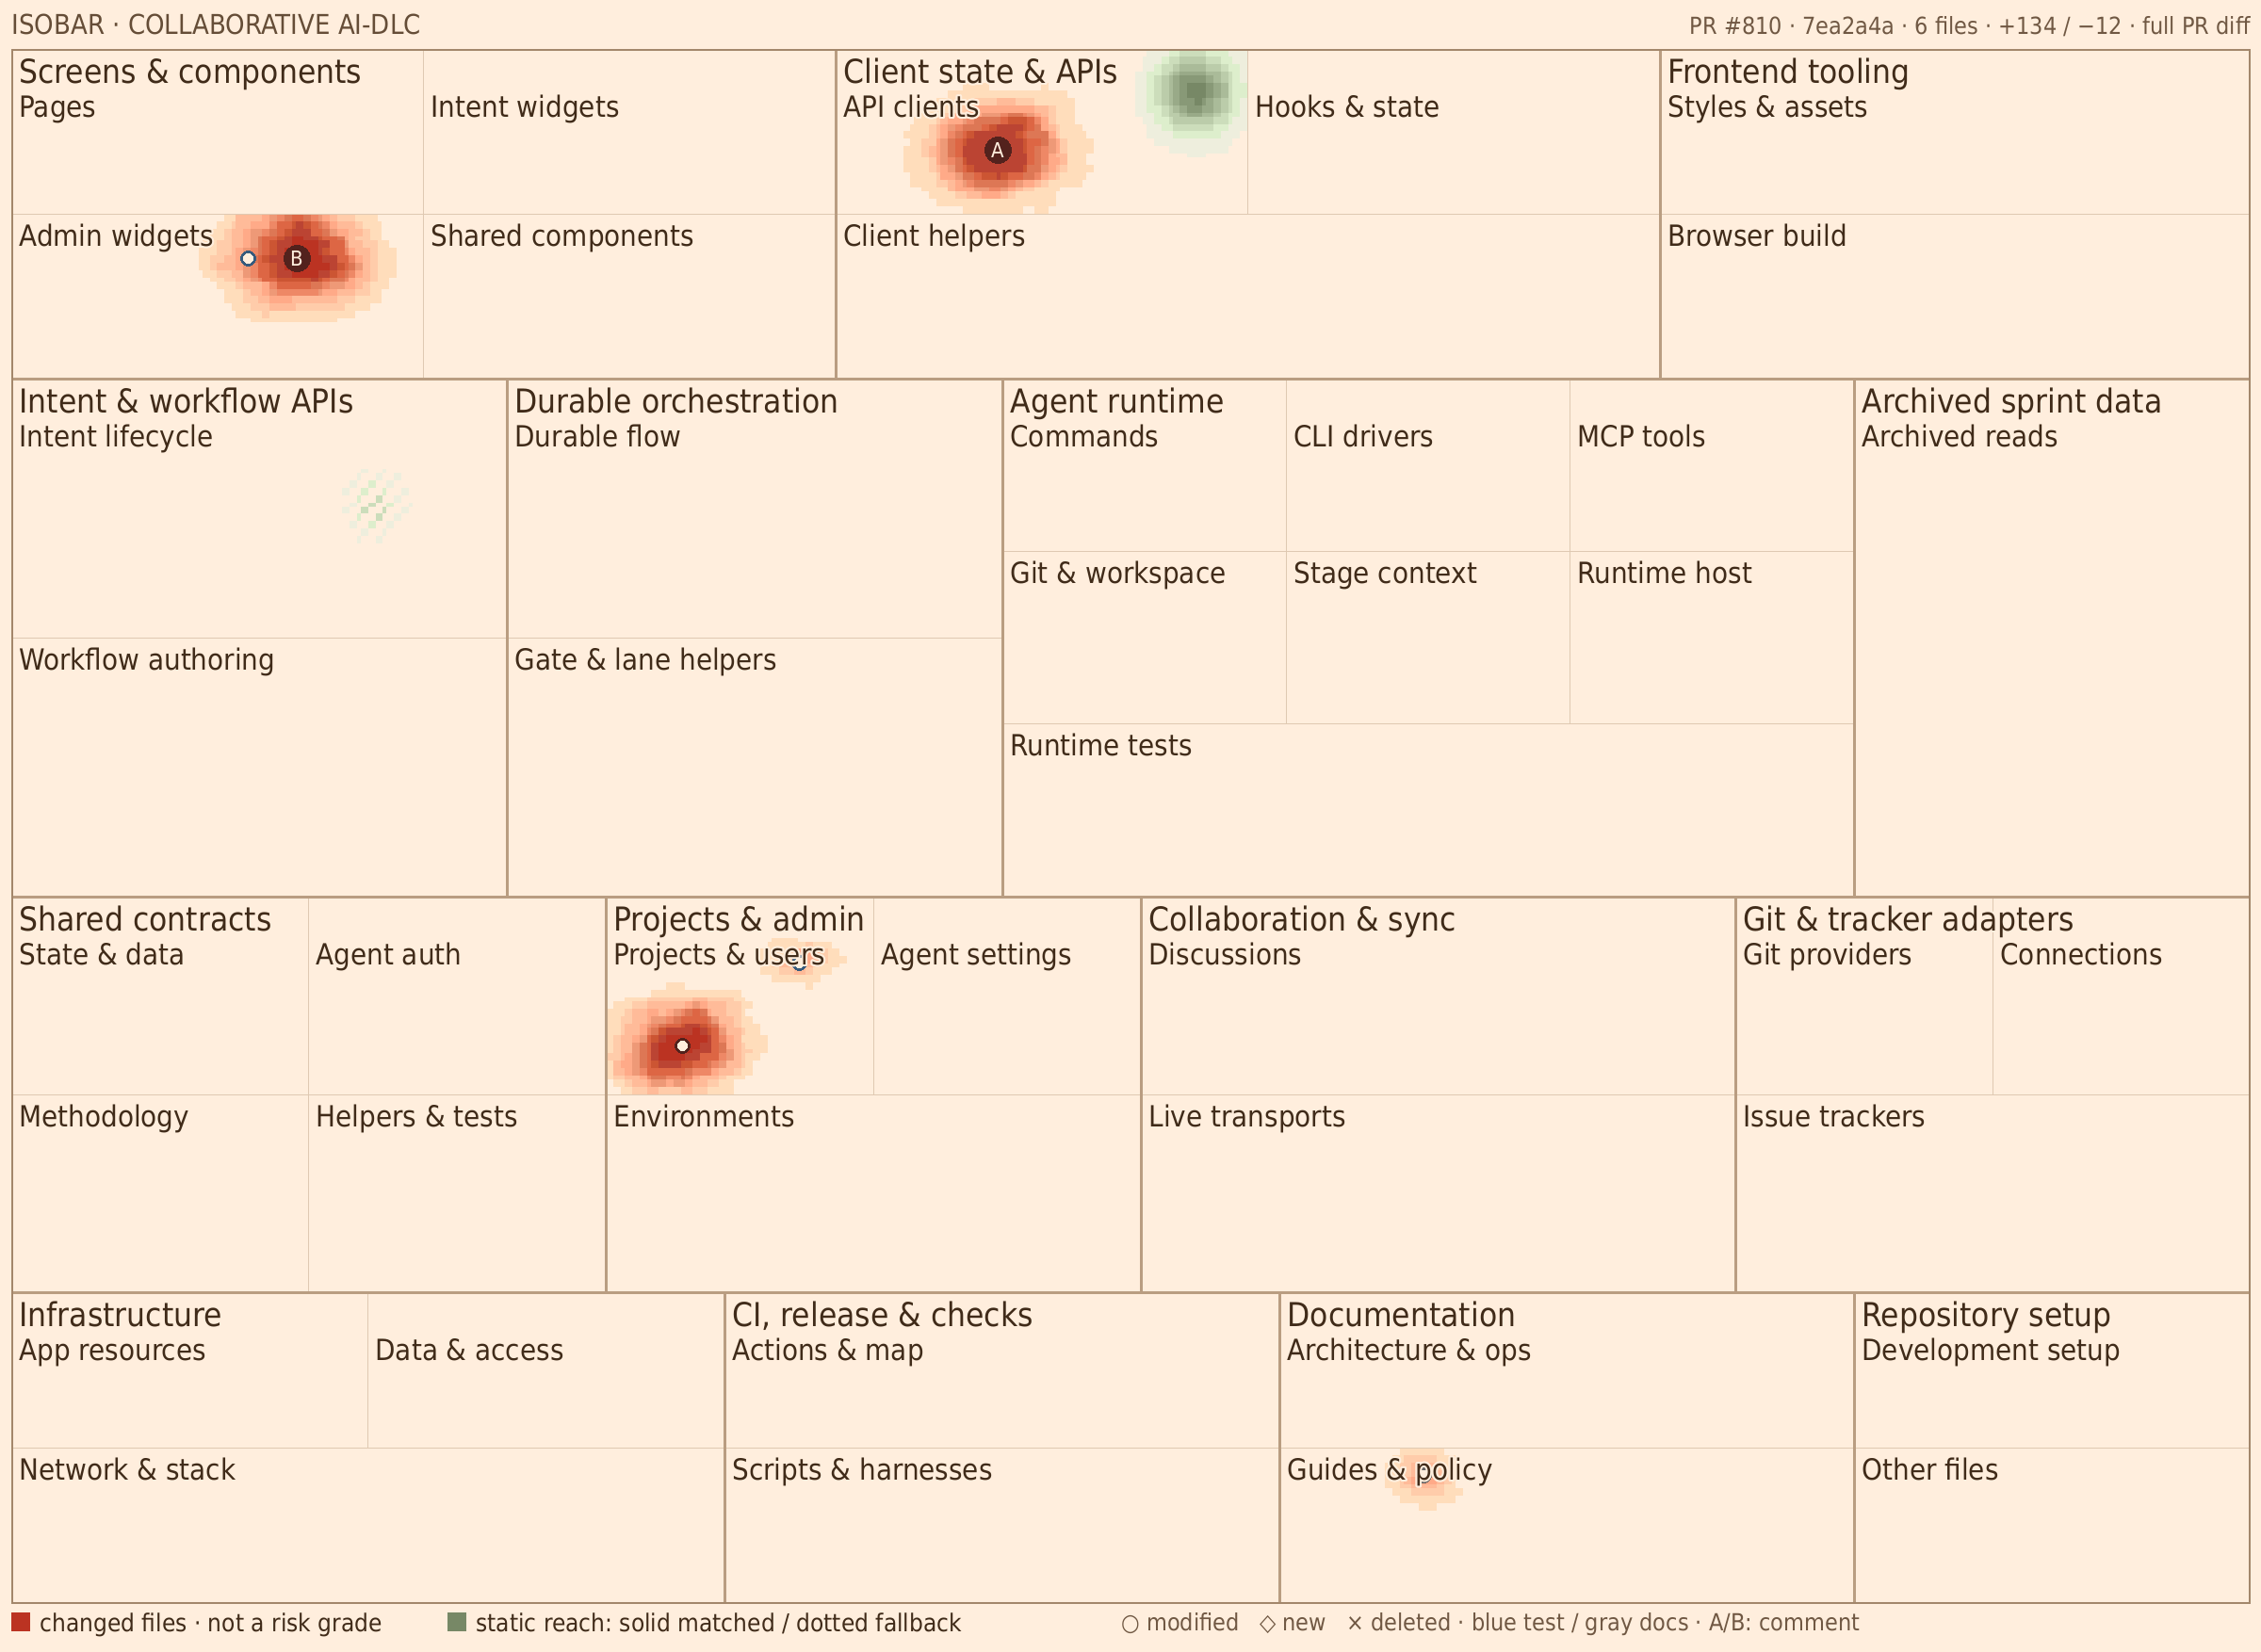 ISOBAR · COLLABORATIVE AI-DLC
PR #810 · 7ea2a4a · 6 files · +134 / −12 · full PR diff
Screens & components
Pages
Intent widgets
Admin widgets
Shared components
B
Client state & APIs
API clients
Hooks & state
A
Client helpers
Frontend tooling
Styles & assets
Browser build
Intent & workflow APIs
Intent lifecycle
Workflow authoring
Durable orchestration
Durable flow
Gate & lane helpers
Agent runtime
Commands
CLI drivers
MCP tools
Git & workspace
Stage context
Runtime host
Runtime tests
Archived sprint data
Archived reads
Shared contracts
State & data
Agent auth
Methodology
Helpers & tests
Projects & admin
Projects & users
Agent settings
Environments
Collaboration & sync
Discussions
Live transports
Git & tracker adapters
Git providers
Connections
Issue trackers
Infrastructure
App resources
Data & access
Network & stack
CI, release & checks
Actions & map
Scripts & harnesses
Documentation
Architecture & ops
Guides & policy
Repository setup
Development setup
Other files
changed files · not a risk grade
static reach: solid matched / dotted fallback
○ modified ◇ new × deleted · blue test / gray docs · A/B: comment